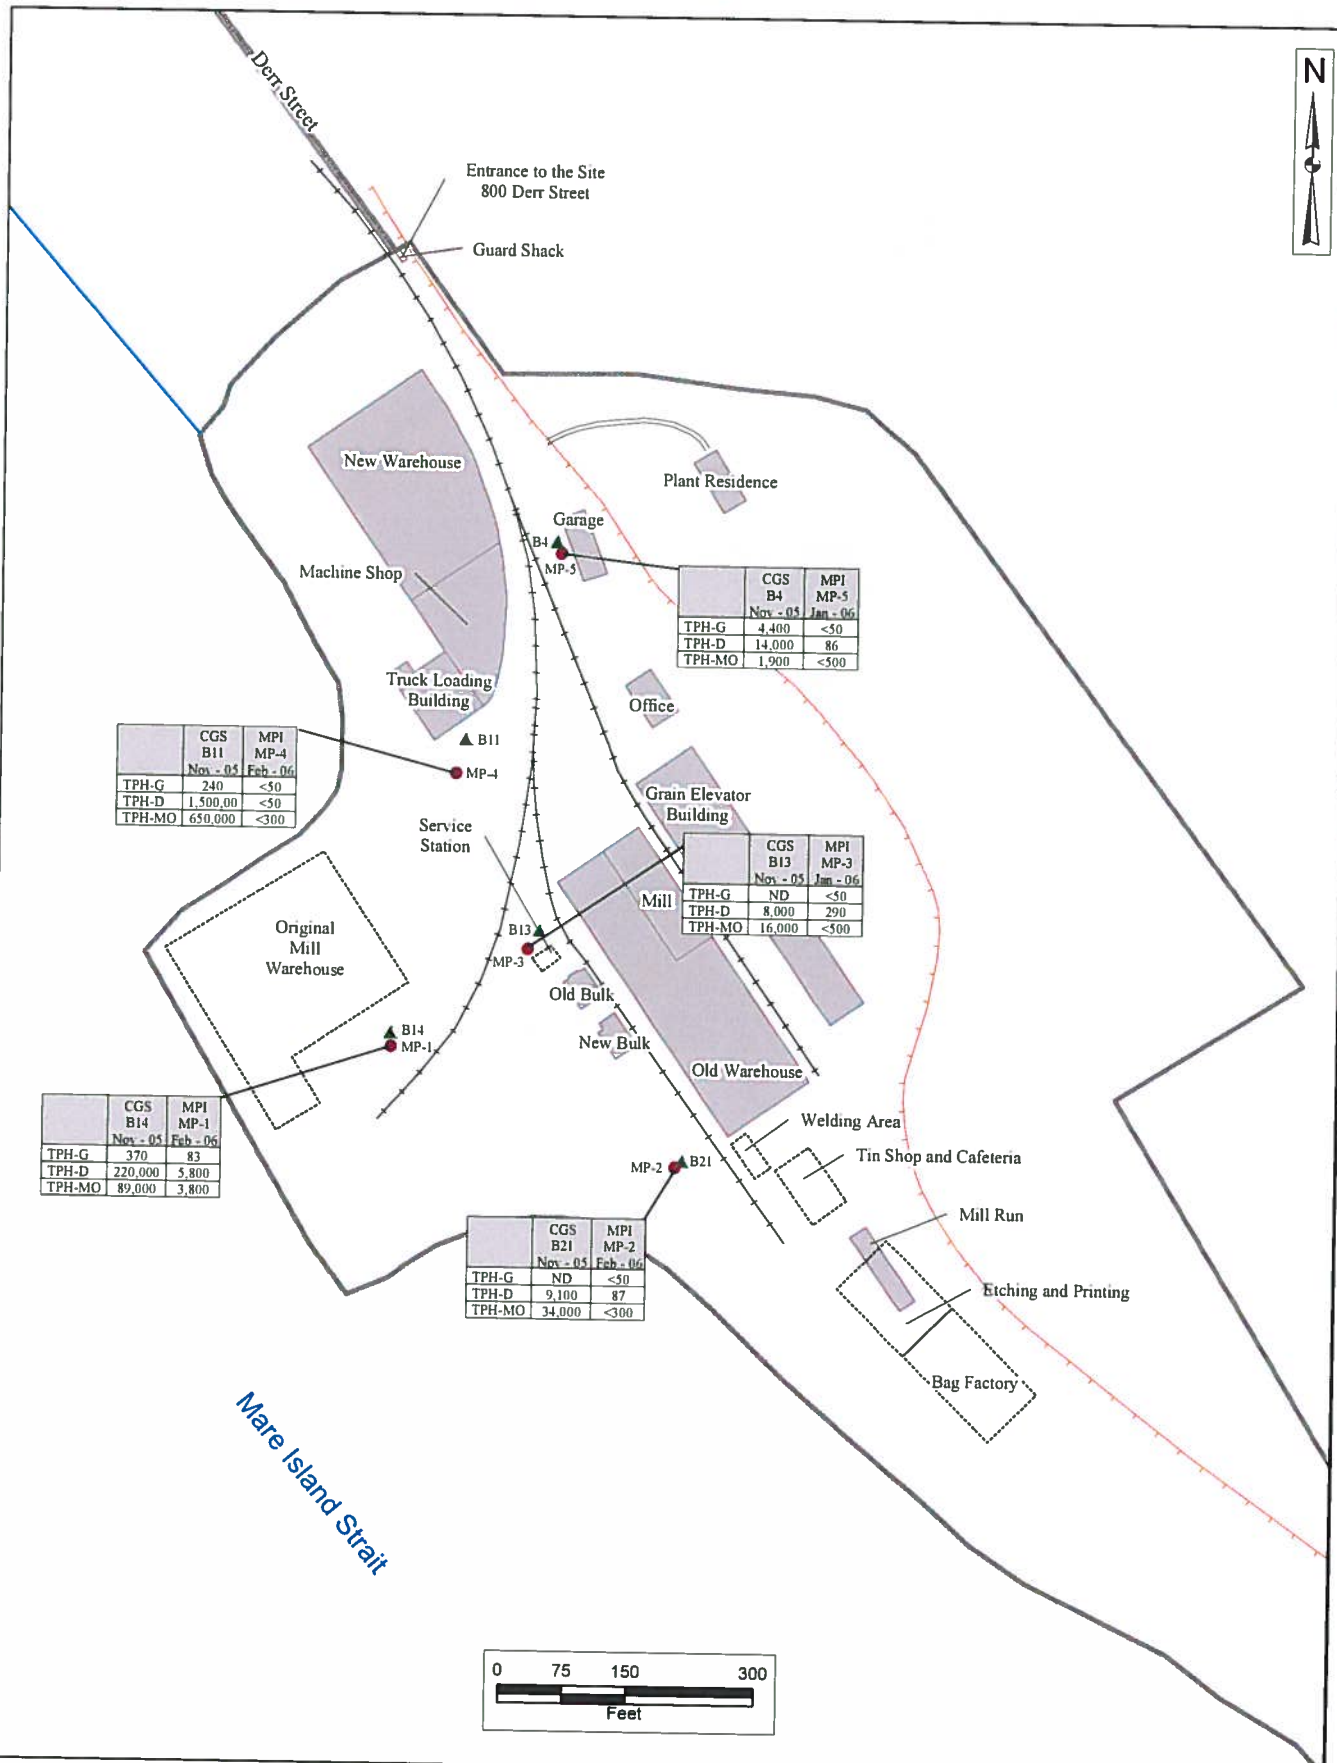 N
Derr Street
Entrance to the Site
800 Derr Street
Guard Shack
New Warehouse
Plant Residence
Garage
B4
MP-5
Machine Shop
CGS MPI
B4 MP-5
Nov - 05 Jan - 06
TPH-G 4,400 <50
TPH-D 14,000 86
TPH-MO 1,900 <500
Truck Loading
Building
Office
B11
MP-4
CGS MPI
B11 MP-4
Nov - 05 Feb - 06
TPH-G 240 <50
TPH-D 1,500,00 <50
TPH-MO 650,000 <300
Grain Elevator
Building
Service
Station
CGS MPI
B13 MP-3
Nov - 05 Jan - 06
TPH-G ND <50
TPH-D 8,000 290
TPH-MO 16,000 <500
Mill
Original
Mill
Warehouse
B13
MP-3
Old Bulk
B14
MP-1
New Bulk
Old Warehouse
CGS MPI
B14 MP-1
Nov - 05 Feb - 06
TPH-G 370 83
TPH-D 220,000 5,800
TPH-MO 89,000 3,800
Welding Area
Tin Shop and Cafeteria
MP-2 B21
Mill Run
CGS MPI
B21 MP-2
Nov - 05 Feb - 06
TPH-G ND <50
TPH-D 9,100 87
TPH-MO 34,000 <300
Etching and Printing
Bag Factory
Mare Island Strait
0 75 150 300
Feet